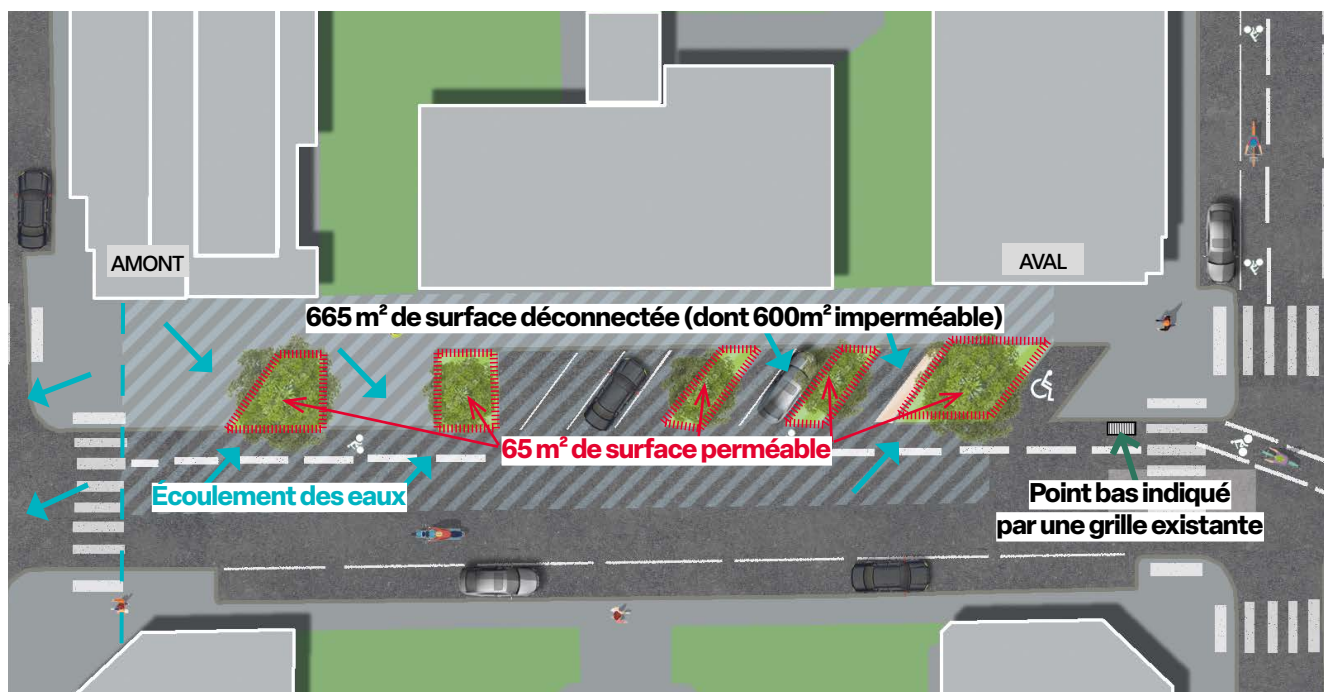 AMONT
AVAL
665 m² de surface déconnectée (dont 600m² imperméable)
65 m² de surface perméable
Écoulement des eaux
Point bas indiqué
par une grille existante